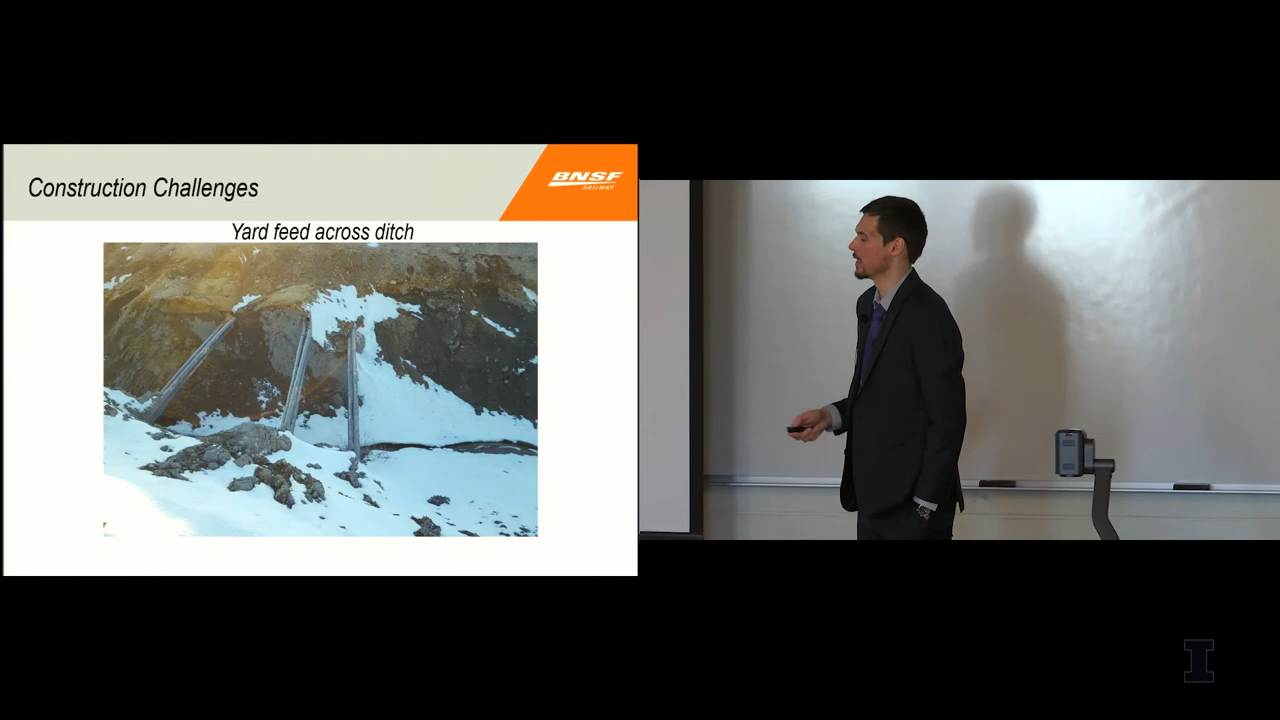 Construction Challenges
BNSF
RAILWAY
Yard feed across ditch
I